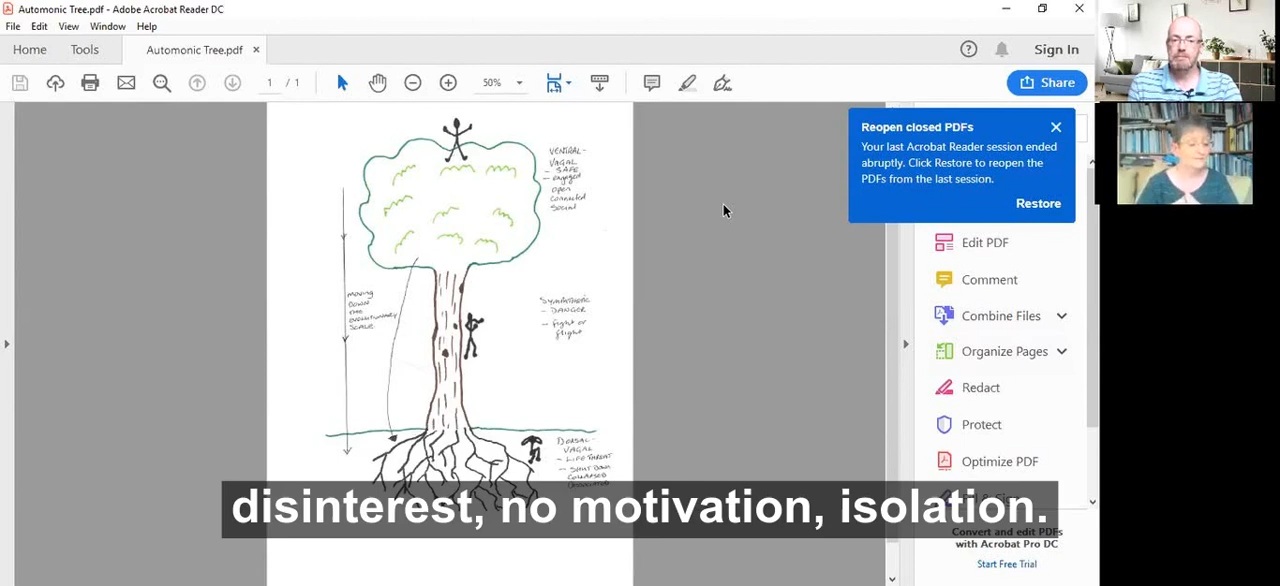 Automonic Tree.pdf - Adobe Acrobat Reader DC
File Edit View Window Help
Home Tools Automonic Tree.pdf × Sign In
1 / 1 50% Share
Reopen closed PDFs
Your last Acrobat Reader session ended
abruptly. Click Restore to reopen the
PDFs from the last session.
Restore
Edit PDF
Comment
Combine Files
Organize Pages
Redact
Protect
Optimize PDF
Convert and edit PDFs
with Acrobat Pro DC
Start Free Trial
VENTRAL-
VAGAL
- SAFE
- engaged
open
connected
social
moving
DOWN
the
evolutionary
SCALE
SYMPATHETIC
- DANGER
- fight or
flight
DORSAL-
VAGAL
- LIFE THREAT
- SHUT DOWN
COLLAPSED
disinterest, no motivation, isolation.